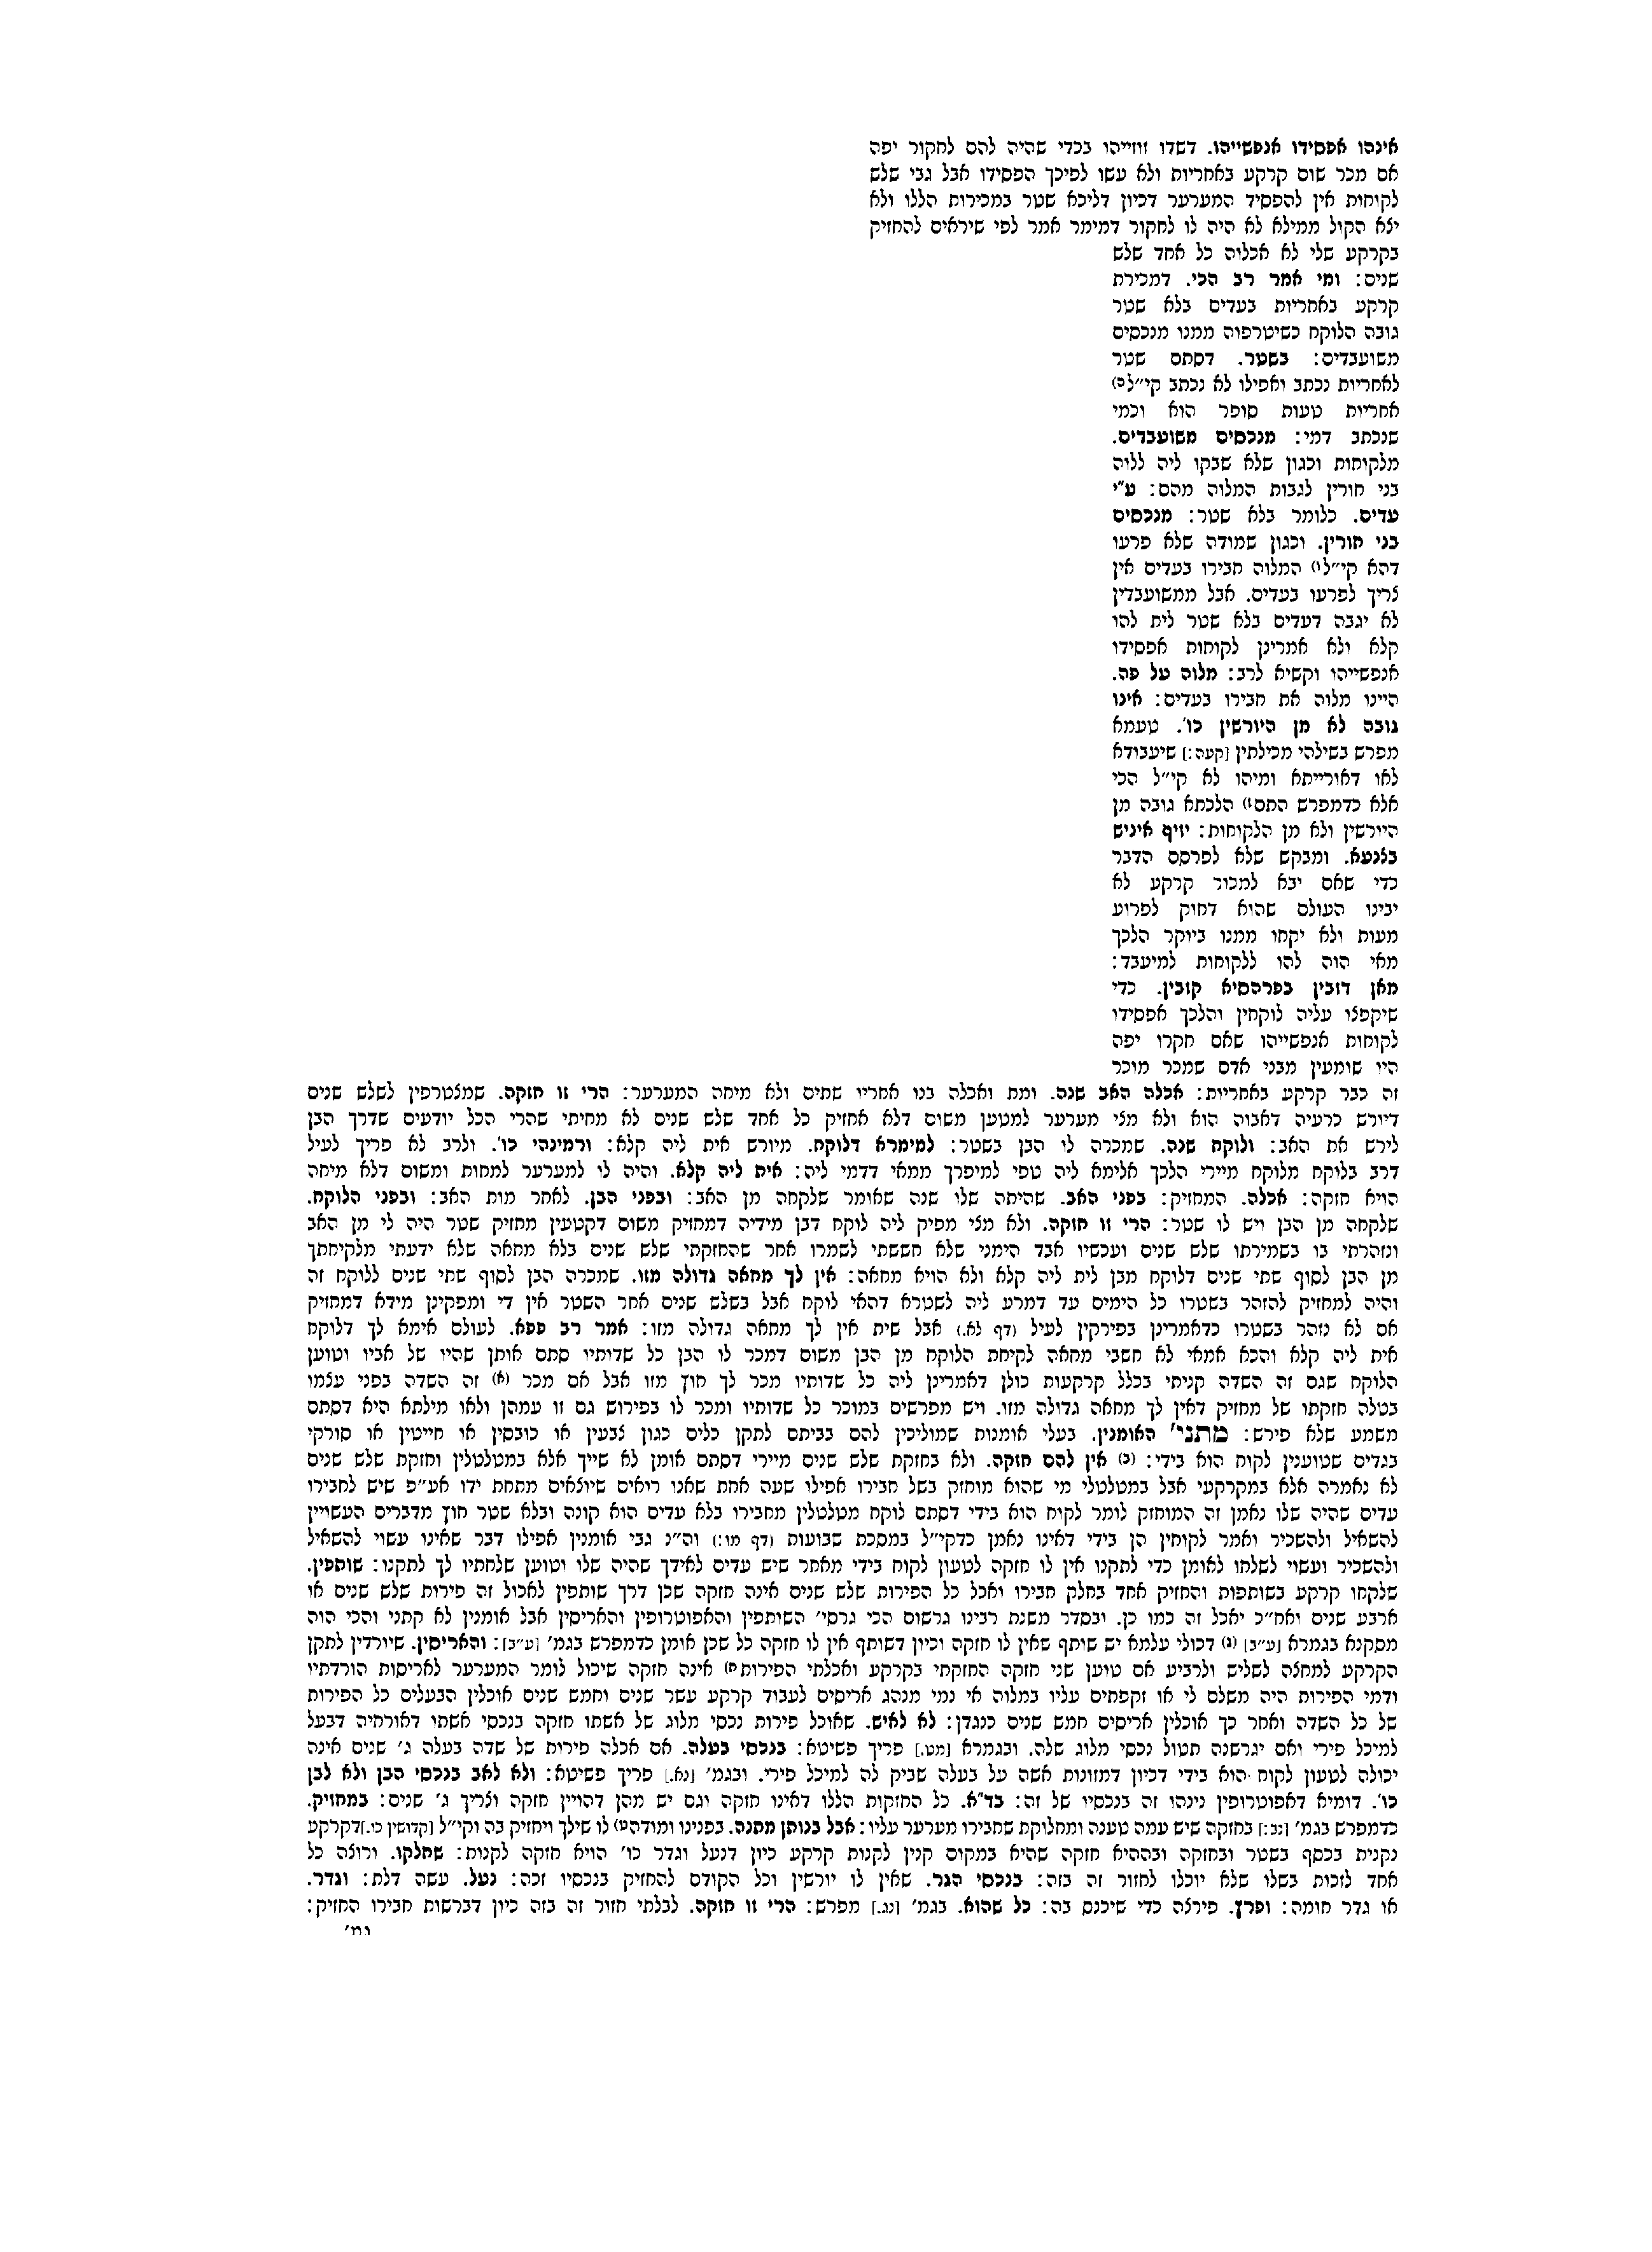 אינהו אפסידו אנפשייהו. דשדו זוזייהו בכדי שהיה להם לחקור יפה
אם מכר שום קרקע באחריות ולא עשו לפיכך הפסידו אבל גבי שלש
לקוחות אין להפסיד המערער דכיון דליכא שטר במכירות הללו ולא
יצא הקול ממילא לא היה לו לחקור דמימר אמר לפי שיראים להחזיק
בקרקע שלי לא אכלוה כל אחד שלש
שנים: ומי אמר רב הכי. דמכירת
קרקע באחריות בעדים בלא שטר
גובה הלוקח כשיטרפוה ממנו מנכסים
משועבדים: בשטר. דסתם שטר
לאחריות נכתב ואפילו לא נכתב קי״ל ה)
אחריות טעות סופר הוא וכמי
שנכתב דמי: מנכסים משועבדים.
מלקוחות וכגון שלא שבקו ליה ללוה
בני חורין לגבות המלוה מהם: ע״י
עדים. כלומר בלא שטר: מנכסים
בני חורין. וכגון שמודה שלא פרעו
דהא קי״ל ו) המלוה חבירו בעדים אין
צריך לפרעו בעדים. אבל ממשועבדין
לא יגבה דעדים בלא שטר לית להו
קלא ולא אמרינן לקוחות אפסידו
אנפשייהו וקשיא לרב: מלוה על פה.
היינו מלוה את חבירו בעדים: אינו
גובה לא מן היורשין כו׳. טעמא
מפרש בשילהי מכילתין [קעה:] שיעבודא
לאו דאורייתא ומיהו לא קי״ל הכי
אלא כדמפרש התם ז) הלכתא גובה מן
היורשין ולא מן הלקוחות: יזיף איניש
בצנעא. ומבקש שלא לפרסם הדבר
כדי שאם יבא למכור קרקע לא
יבינו העולם שהוא דחוק לפרוע
מעות ולא יקחו ממנו ביוקר הלכך
מאי הוה להו ללקוחות למיעבד:
מאן דזבין בפרהסיא קזבין. כדי
שיקפצו עליה לוקחין והלכך אפסידו
לקוחות אנפשייהו שאם חקרו יפה
היו שומעין מבני אדם שמכר מוכר
זה כבר קרקע באחריות: אכלה האב שנה. ומת ואכלה בנו אחריו שתים ולא מיחה המערער: הרי זו חזקה. שמצטרפין לשלש שנים
דיורש כרעיה דאבוה הוא ולא מצי מערער למטען משום דלא אחזיק כל אחד שלש שנים לא מחיתי שהרי הכל יודעים שדרך הבן
לירש את האב: ולוקח שנה. שמכרה לו הבן בשטר: למימרא דלוקח. מיורש אית ליה קלא: ורמינהי כו׳. ולרב לא פריך לעיל
דרב בלוקח מלוקח מיירי הלכך אלימא ליה טפי למיפרך ממאי דדמי ליה: אית ליה קלא. והיה לו למערער למחות ומשום דלא מיחה
הויא חזקה: אכלה. המחזיק: בפני האב. שהיתה שלו שנה שאומר שלקחה מן האב: ובפני הבן. לאחר מות האב: ובפני הלוקח.
שלקחה מן הבן ויש לו שטר: הרי זו חזקה. ולא מצי מפיק ליה לוקח דבן מידיה דמחזיק משום דקטעין מחזיק שטר היה לי מן האב
ונזהרתי בו בשמירתו שלש שנים ועכשיו אבד הימני שלא חששתי לשמרו אחר שהחזקתי שלש שנים בלא מחאה שלא ידעתי מלקיחתך
מן הבן לסוף שתי שנים דלוקח מבן לית ליה קלא ולא הויא מחאה: אין לך מחאה גדולה מזו. שמכרה הבן לסוף שתי שנים ללוקח זה
והיה למחזיק להזהר בשטרו כל הימים עד דמרע ליה לשטרא דהאי לוקח אבל בשלש שנים אחר השטר אין די ומפקינן מידא דמחזיק
אם לא נזהר בשטרו כדאמרינן בפירקין לעיל (דף לא.) אבל שית אין לך מחאה גדולה מזו: אמר רב פפא. לעולם אימא לך דלוקח
אית ליה קלא והכא אמאי לא חשבי מחאה לקיחת הלוקח מן הבן משום דמכר לו הבן כל שדותיו סתם אותן שהיו של אביו וטוען
הלוקח שגם זה השדה קניתי בכלל קרקעות כולן דאמרינן ליה כל שדותיו מכר לך חוץ מזו אבל אם מכר (א) זה השדה בפני עצמו
בטלה חזקתו של מחזיק דאין לך מחאה גדולה מזו. ויש מפרשים במוכר כל שדותיו ומכר לו בפירוש גם זו עמהן ולאו מילתא היא דסתם
משמע שלא פירש: מתני׳ האומנין. בעלי אומנות שמוליכין להם בביתם לתקן כלים כגון צבעין או כובסין או חייטין או סורקי
בגדים שטוענין לקוח הוא בידי: (ב) אין להם חזקה. ולא בחזקת שלש שנים מיירי דסתם אומן לא שייך אלא במטלטלין וחזקת שלש שנים
לא נאמרה אלא במקרקעי אבל במטלטלי מי שהוא מוחזק בשל חבירו אפילו שעה אחת שאנו רואים שיוצאים מתחת ידו אע״פ שיש לחבירו
עדים שהיה שלו נאמן זה המוחזק לומר לקוח הוא בידי דסתם לוקח מטלטלין מחבירו בלא עדים הוא קונה ובלא שטר חוץ מדברים העשויין
להשאיל ולהשכיר ואמר לקוחין הן בידי דאינו נאמן כדקי״ל במסכת שבועות (דף מו:) וה״נ גבי אומנין אפילו דבר שאינו עשוי להשאיל
ולהשכיר ועשוי לשלחו לאומן כדי לתקנו אין לו חזקה לטעון לקוח בידי מאחר שיש עדים לאידך שהיה שלו וטוען שלחתיו לך לתקנו: שותפין.
שלקחו קרקע בשותפות והחזיק אחד בחלק חבירו ואכל כל הפירות שלש שנים אינה חזקה שכן דרך שותפין לאכול זה פירות שלש שנים או
ארבע שנים ואח״כ יאכל זה כמו כן. ובסדר משנת רבינו גרשום הכי גרסי׳ השותפין והאפוטרופין והאריסין אבל אומנין לא קתני והכי הוה
מסקנא בגמרא [ע״ב] (ג) דכולי עלמא יש שותף שאין לו חזקה וכיון דשותף אין לו חזקה כל שכן אומן כדמפרש בגמ׳ [ע״ב]: והאריסין. שיורדין לתקן
הקרקע למחצה לשליש ולרביע אם טוען שני חזקה החזקתי בקרקע ואכלתי הפירות ח) אינה חזקה שיכול לומר המערער לאריסות הורדתיו
ודמי הפירות היה משלם לי או זקפתים עליו במלוה אי נמי מנהג אריסים לעבוד קרקע עשר שנים וחמש שנים אוכלין הבעלים כל הפירות
של כל השדה ואחר כך אוכלין אריסים חמש שנים כנגדן: לא לאיש. שאוכל פירות נכסי מלוג של אשתו חזקה בנכסי אשתו דאורחיה דבעל
למיכל פירי ואם יגרשנה תטול נכסי מלוג שלה. ובגמרא [מט.] פריך פשיטא: בנכסי בעלה. אם אכלה פירות של שדה בעלה ג׳ שנים אינה
יכולה לטעון לקוח הוא בידי דכיון דמזונות אשה על בעלה שביק לה למיכל פירי. ובגמ׳ [נא.] פריך פשיטא: ולא לאב בנכסי הבן ולא לבן
כו׳. דומיא דאפוטרופין נינהו זה בנכסיו של זה: בד״א. כל החזקות הללו דאינו חזקה וגם יש מהן דהויין חזקה וצריך ג׳ שנים: במחזיק.
כדמפרש בגמ׳ [נב:] בחזקה שיש עמה טענה ומחלוקת שחבירו מערער עליו: אבל בנותן מתנה. בפנינו ומודה ט) לו שילך ויחזיק בה וקי״ל [קדושין כו.] דקרקע
נקנית בכסף בשטר ובחזקה ובההיא חזקה שהיא במקום קנין לקנות קרקע כיון דנעל וגדר כו׳ הויא חזקה לקנות: שחלקו. ורוצה כל
אחד לזכות בשלו שלא יוכלו לחזור זה בזה: בנכסי הגר. שאין לו יורשין וכל הקודם להחזיק בנכסיו זכה: נעל. עשה דלת: וגדר.
או גדר חומה: ופרץ. פירצה כדי שיכנס בה: כל שהוא. בגמ׳ [נג.] מפרש: הרי זו חזקה. לבלתי חזור זה בזה כיון דברשות חבירו החזיק:
גמ׳